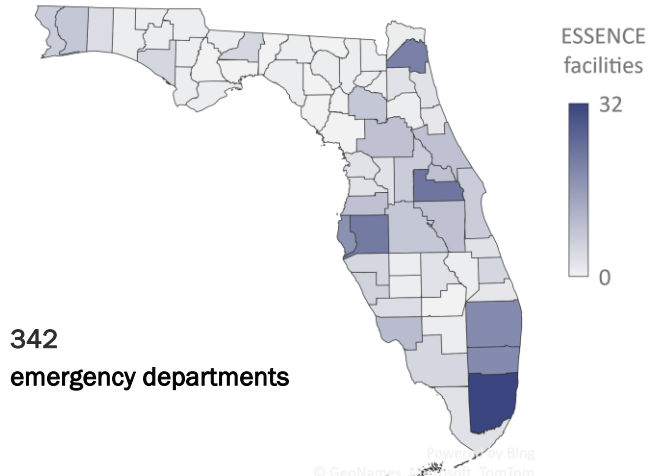 ESSENCE
facilities
32
0
342
emergency departments
Powered by Bing
© GeoNames, Microsoft, TomTom